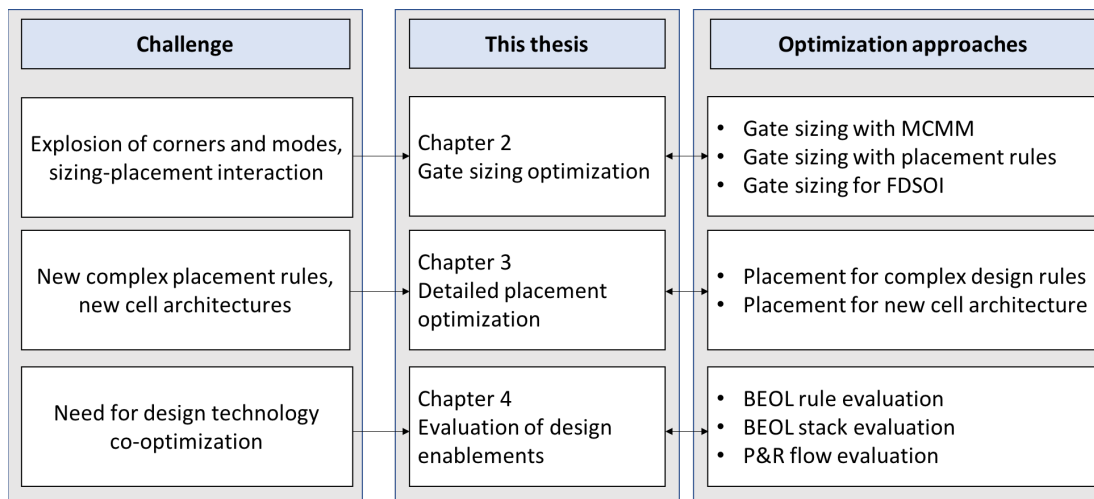 Challenge
This thesis
Optimization approaches
Explosion of corners and modes,
sizing-placement interaction
Chapter 2
Gate sizing optimization
• Gate sizing with MCMM
• Gate sizing with placement rules
• Gate sizing for FDSOI
New complex placement rules,
new cell architectures
Chapter 3
Detailed placement
optimization
• Placement for complex design rules
• Placement for new cell architecture
Need for design technology
co-optimization
Chapter 4
Evaluation of design
enablements
• BEOL rule evaluation
• BEOL stack evaluation
• P&R flow evaluation